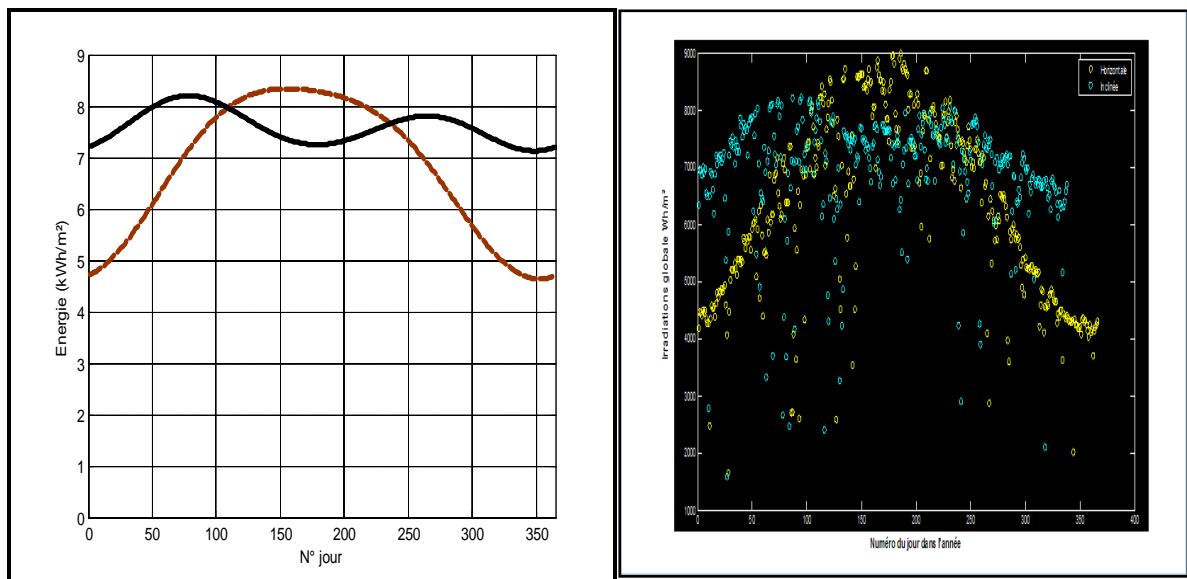 9
8
7
6
5
4
3
2
1
0
Energie (kWh/m²)
0 50 100 150 200 250 300 350
N° jour
9000
8000
7000
6000
5000
4000
3000
2000
1000
Irradiations globale Wh/m²
Horizontale
Inclinée
0 50 100 150 200 250 300 350 400
Numéro du jour dans l'année